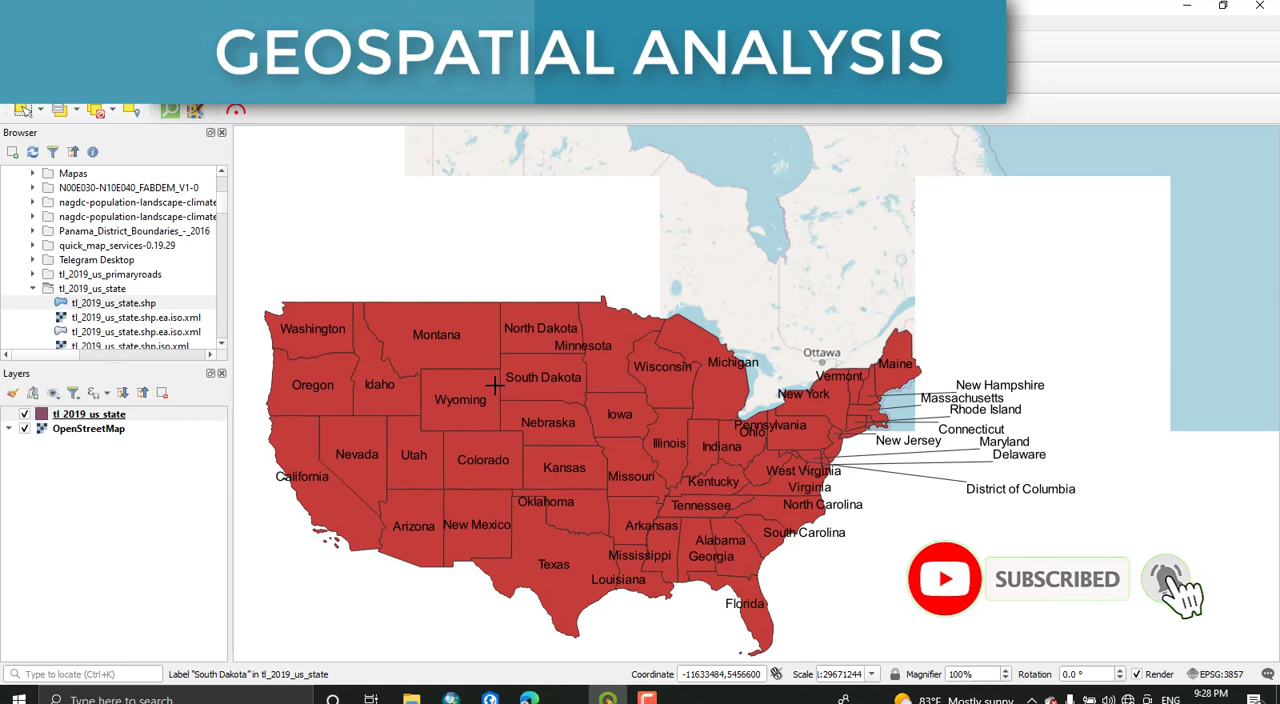 GEOSPATIAL ANALYSIS
Browser
Mapas
N00E030-N10E040_FABDEM_V1-0
nagdc-population-landscape-climate
nagdc-population-landscape-climate
Panama_District_Boundaries_-_2016
quick_map_services-0.19.29
Telegram Desktop
tl_2019_us_primaryroads
tl_2019_us_state
tl_2019_us_state.shp
tl_2019_us_state.shp.ea.iso.xml
tl_2019_us_state.shp.ea.iso.xml
tl_2019_us_state.shp.iso.xml
Layers
tl_2019_us_state
OpenStreetMap
Washington
Montana
North Dakota
Minnesota
Wisconsin
Michigan
Ottawa
Vermont
Maine
Oregon
Idaho
Wyoming
South Dakota
New York
New Hampshire
Massachusetts
Rhode Island
Nebraska
Iowa
Pennsylvania
Ohio
Connecticut
New Jersey
Maryland
Delaware
Nevada
Utah
Colorado
Kansas
Illinois
Indiana
California
Missouri
Kentucky
West Virginia
Virginia
District of Columbia
Arizona
New Mexico
Oklahoma
Tennessee
North Carolina
Arkansas
South Carolina
Alabama
Georgia
Mississippi
Texas
Louisiana
Florida
SUBSCRIBED
Type to locate (Ctrl+K)
Label "South Dakota" in tl_2019_us_state
Coordinate -11633484,5456600
Scale 1:29671244
Magnifier 100%
Rotation 0.0 °
Render
EPSG:3857
Type here to search
83°F Mostly sunny
ENG
9:28 PM